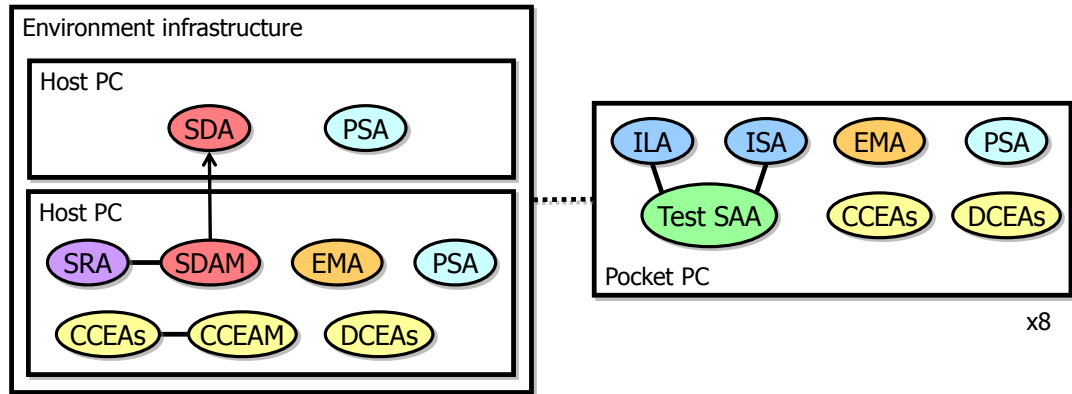 Environment infrastructure
Host PC
SDA
PSA
Host PC
SRA
SDAM
EMA
PSA
CCEAs
CCEAM
DCEAs
ILA
ISA
EMA
PSA
Test SAA
CCEAs
DCEAs
Pocket PC
x8